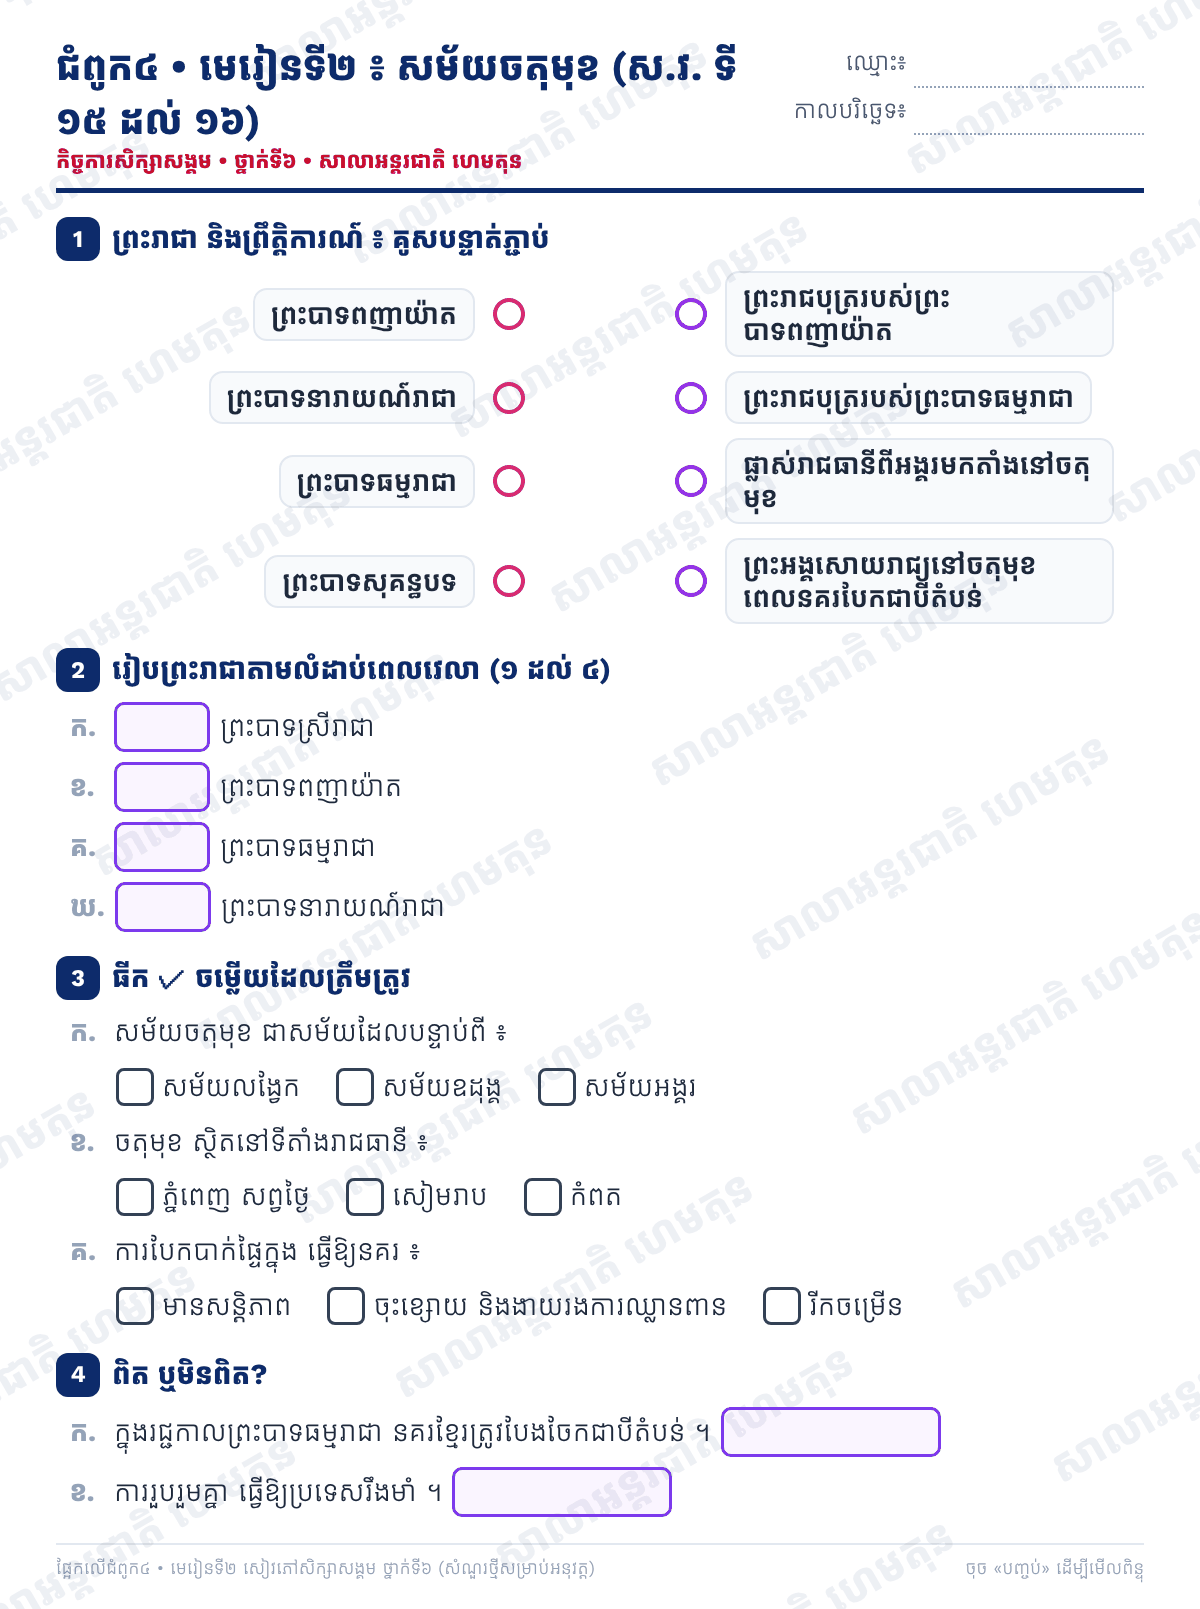 ជំពូក៤ • មេរៀនទី២ ៖ សម័យចតុមុខ (ស.វ. ទី
១៥ ដល់ ១៦)
ឈ្មោះ៖
កាលបរិច្ឆេទ៖
កិច្ចការសិក្សាសង្គម • ថ្នាក់ទី៦ • សាលាអន្តរជាតិ ហេមតុន
1 ព្រះរាជា និងព្រឹត្តិការណ៍ ៖ គូសបន្ទាត់ភ្ជាប់
ព្រះបាទពញាយ៉ាត
ព្រះរាជបុត្ររបស់ព្រះ
បាទពញាយ៉ាត
ព្រះបាទនារាយណ៍រាជា
ព្រះរាជបុត្ររបស់ព្រះបាទធម្មរាជា
ព្រះបាទធម្មរាជា
ផ្លាស់រាជធានីពីអង្គរមកតាំងនៅចតុ
មុខ
ព្រះបាទសុគន្ធបទ
ព្រះអង្គសោយរាជ្យនៅចតុមុខ
ពេលនគរបែកជាបីតំបន់
2 រៀបព្រះរាជាតាមលំដាប់ពេលវេលា (១ ដល់ ៤)
ក. ព្រះបាទស្រីរាជា
ខ. ព្រះបាទពញាយ៉ាត
គ. ព្រះបាទធម្មរាជា
ឃ. ព្រះបាទនារាយណ៍រាជា
3 ធីក ✓ ចម្លើយដែលត្រឹមត្រូវ
ក. សម័យចតុមុខ ជាសម័យដែលបន្ទាប់ពី ៖
សម័យលង្វែក សម័យឧដុង្គ សម័យអង្គរ
ខ. ចតុមុខ ស្ថិតនៅទីតាំងរាជធានី ៖
ភ្នំពេញ សព្វថ្ងៃ សៀមរាប កំពត
គ. ការបែកបាក់ផ្ទៃក្នុង ធ្វើឱ្យនគរ ៖
មានសន្តិភាព ចុះខ្សោយ និងងាយរងការឈ្លានពាន រីកចម្រើន
4 ពិត ឬមិនពិត?
ក. ក្នុងរជ្ជកាលព្រះបាទធម្មរាជា នគរខ្មែរត្រូវបែងចែកជាបីតំបន់ ។
ខ. ការរួបរួមគ្នា ធ្វើឱ្យប្រទេសរឹងមាំ ។
ផ្អែកលើជំពូក៤ • មេរៀនទី២ សៀវភៅសិក្សាសង្គម ថ្នាក់ទី៦ (សំណួរថ្មីសម្រាប់អនុវត្ត)
ចុច «បញ្ចប់» ដើម្បីមើលពិន្ទុ